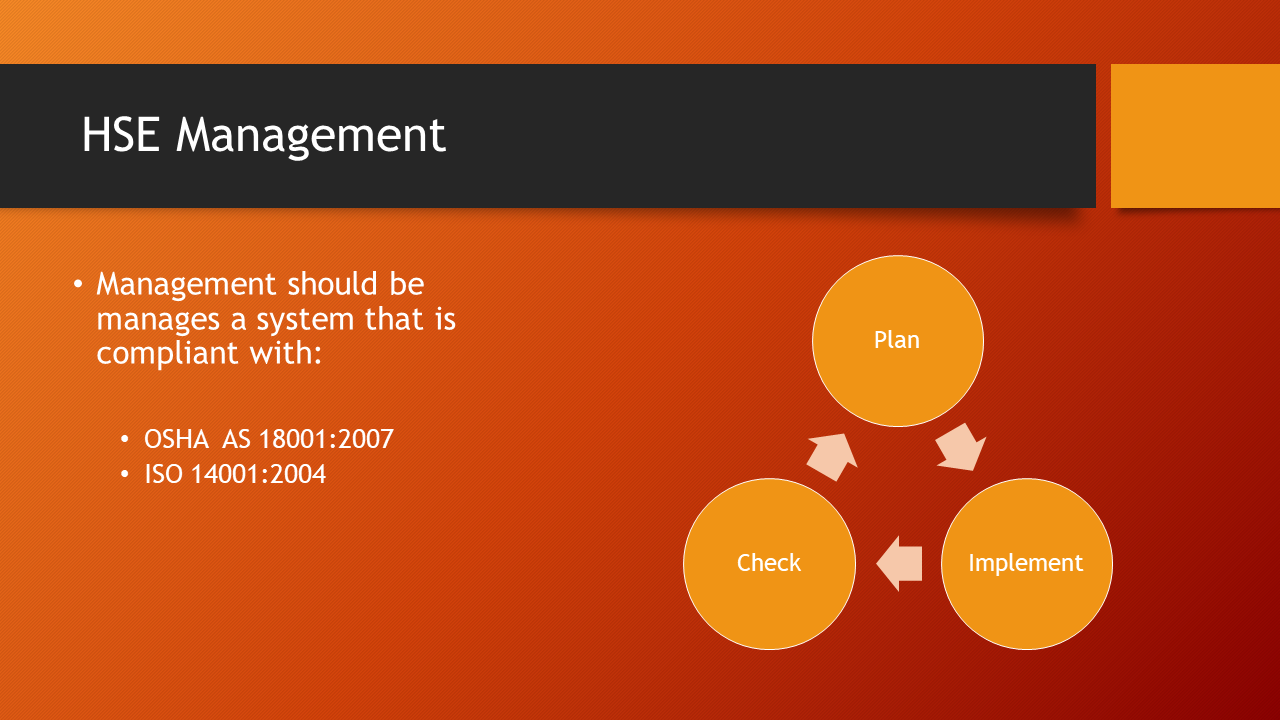 HSE Management
• Management should be
manages a system that is
compliant with:
• OSHA  AS 18001:2007
• ISO 14001:2004
Plan
Check
Implement